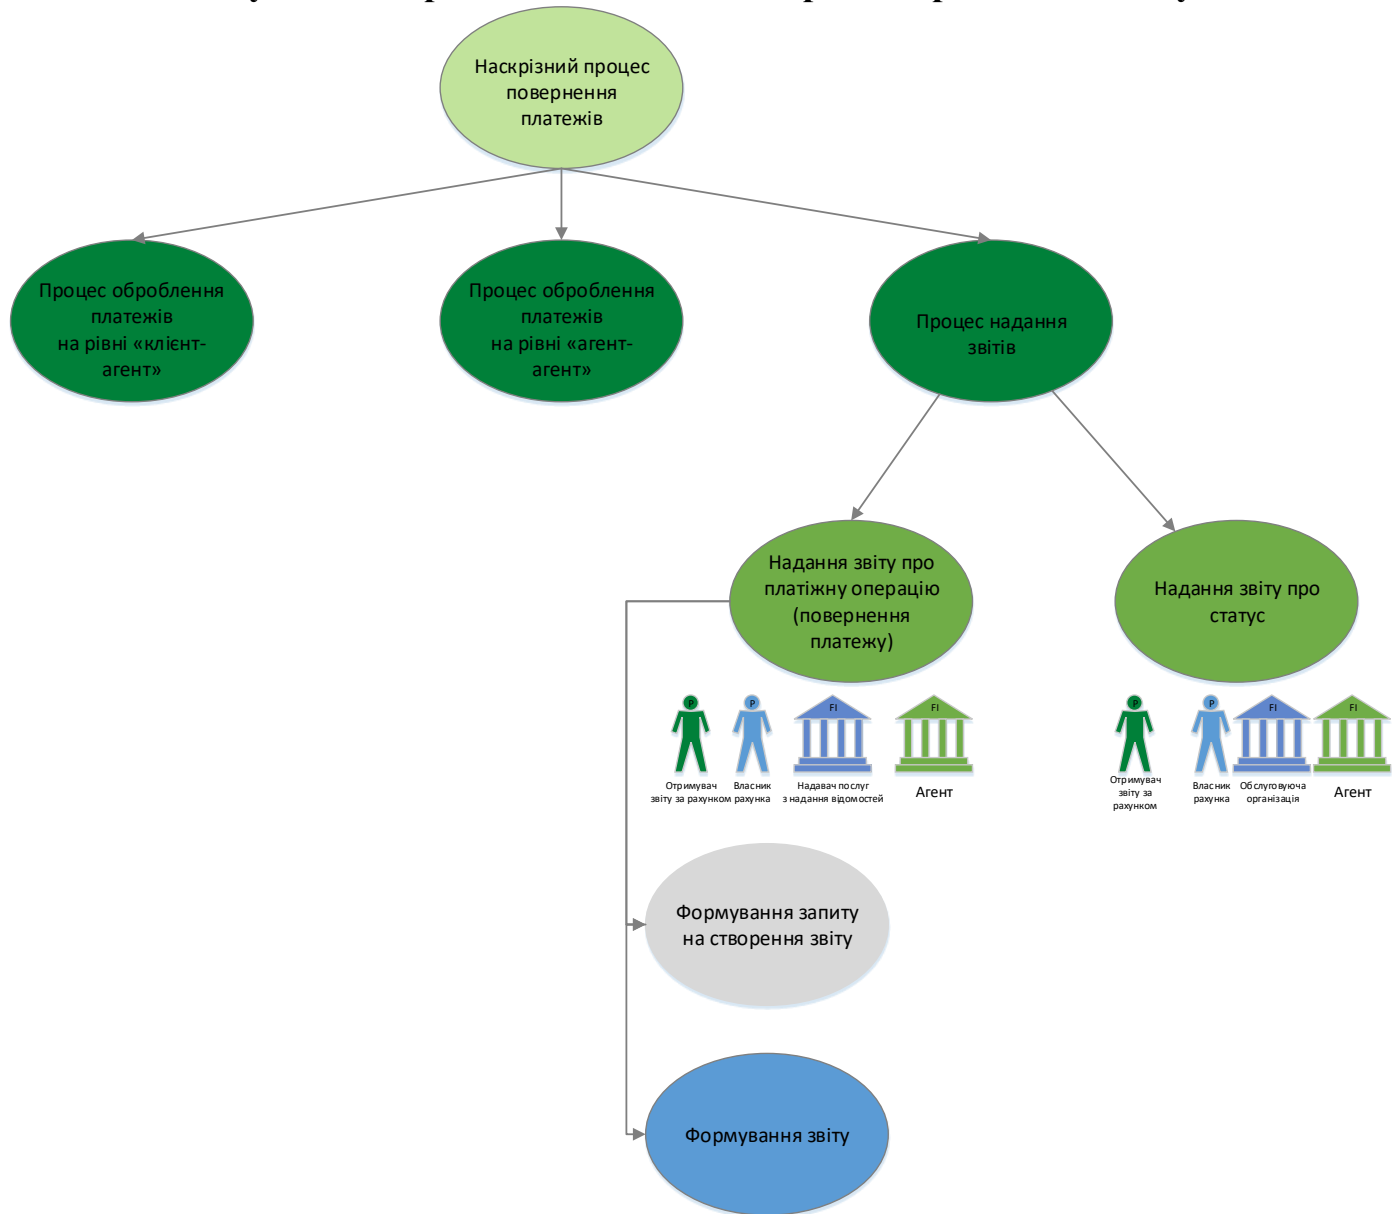 Наскрізний процес
повернення
платежів
Процес оброблення
платежів
на рівні «клієнт-
агент»
Процес оброблення
платежів
на рівні «агент-
агент»
Процес надання
звітів
Надання звіту про
платіжну операцію
(повернення
платежу)
Надання звіту про
статус
P
P
FI
FI
P
P
FI
FI
Отримувач
звіту за рахунком
Власник
рахунка
Надавач послуг
з надання відомостей
Агент
Отримувач
звіту за
рахунком
Власник
рахунка
Обслуговуюча
організація
Агент
Формування запиту
на створення звіту
Формування звіту